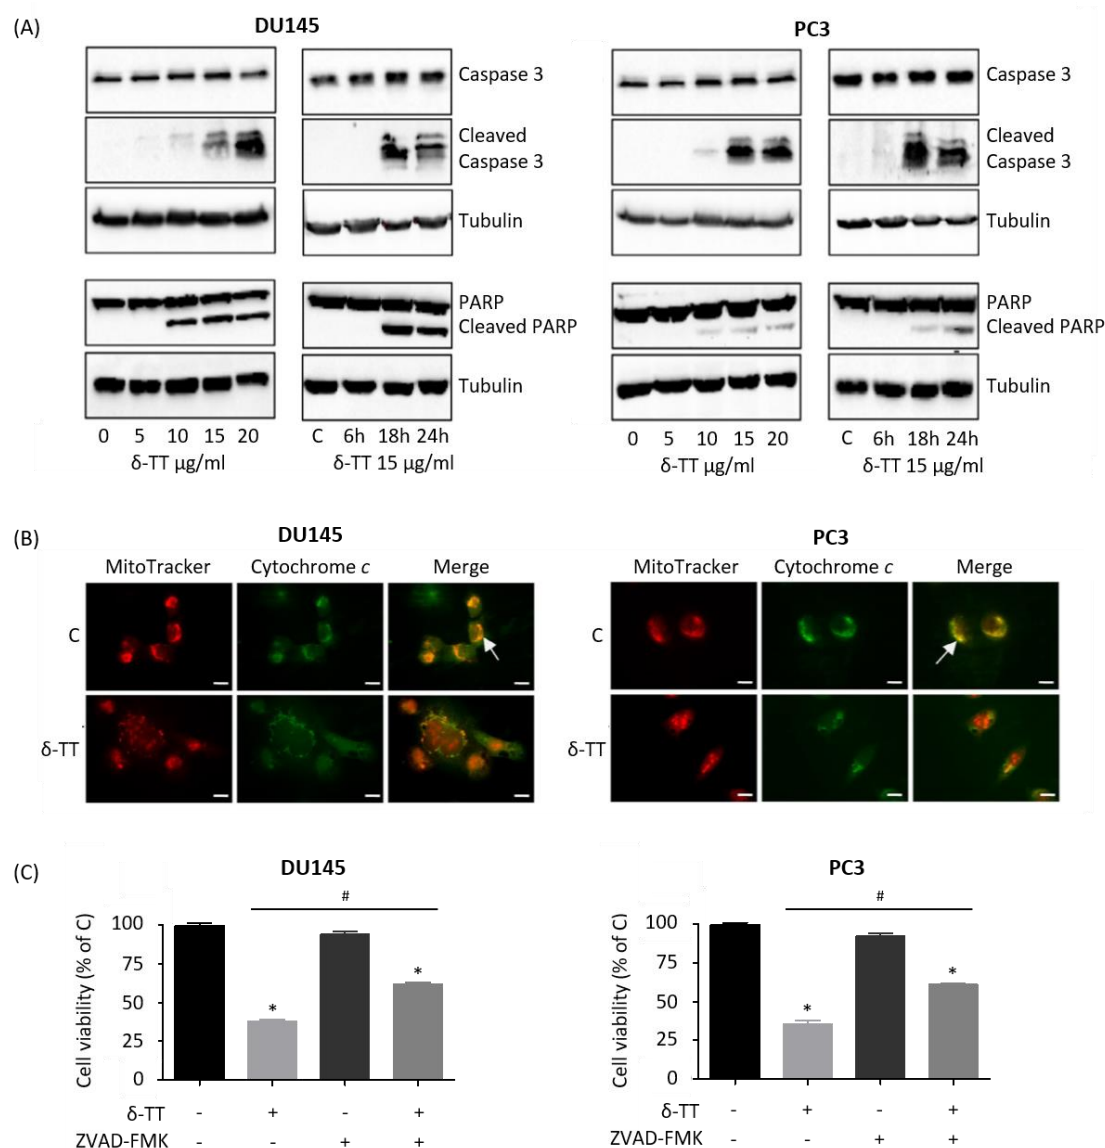 (A)
DU145
PC3
Caspase 3
Caspase 3
Cleaved
Caspase 3
Cleaved
Caspase 3
Tubulin
Tubulin
PARP
Cleaved PARP
PARP
Cleaved PARP
Tubulin
Tubulin
0 5 10 15 20 C 6h 18h 24h
0 5 10 15 20 C 6h 18h 24h
δ-TT µg/ml δ-TT 15 µg/ml
δ-TT µg/ml δ-TT 15 µg/ml
(B)
DU145
PC3
MitoTracker Cytochrome c Merge
MitoTracker Cytochrome c Merge
C
C
δ-TT
δ-TT
(C)
DU145
PC3
#
#
Cell viability (% of C)
100
75
50
25
0
* *
δ-TT - + - +
ZVAD-FMK - - + +
Cell viability (% of C)
100
75
50
25
0
* *
δ-TT - + - +
ZVAD-FMK - - + +